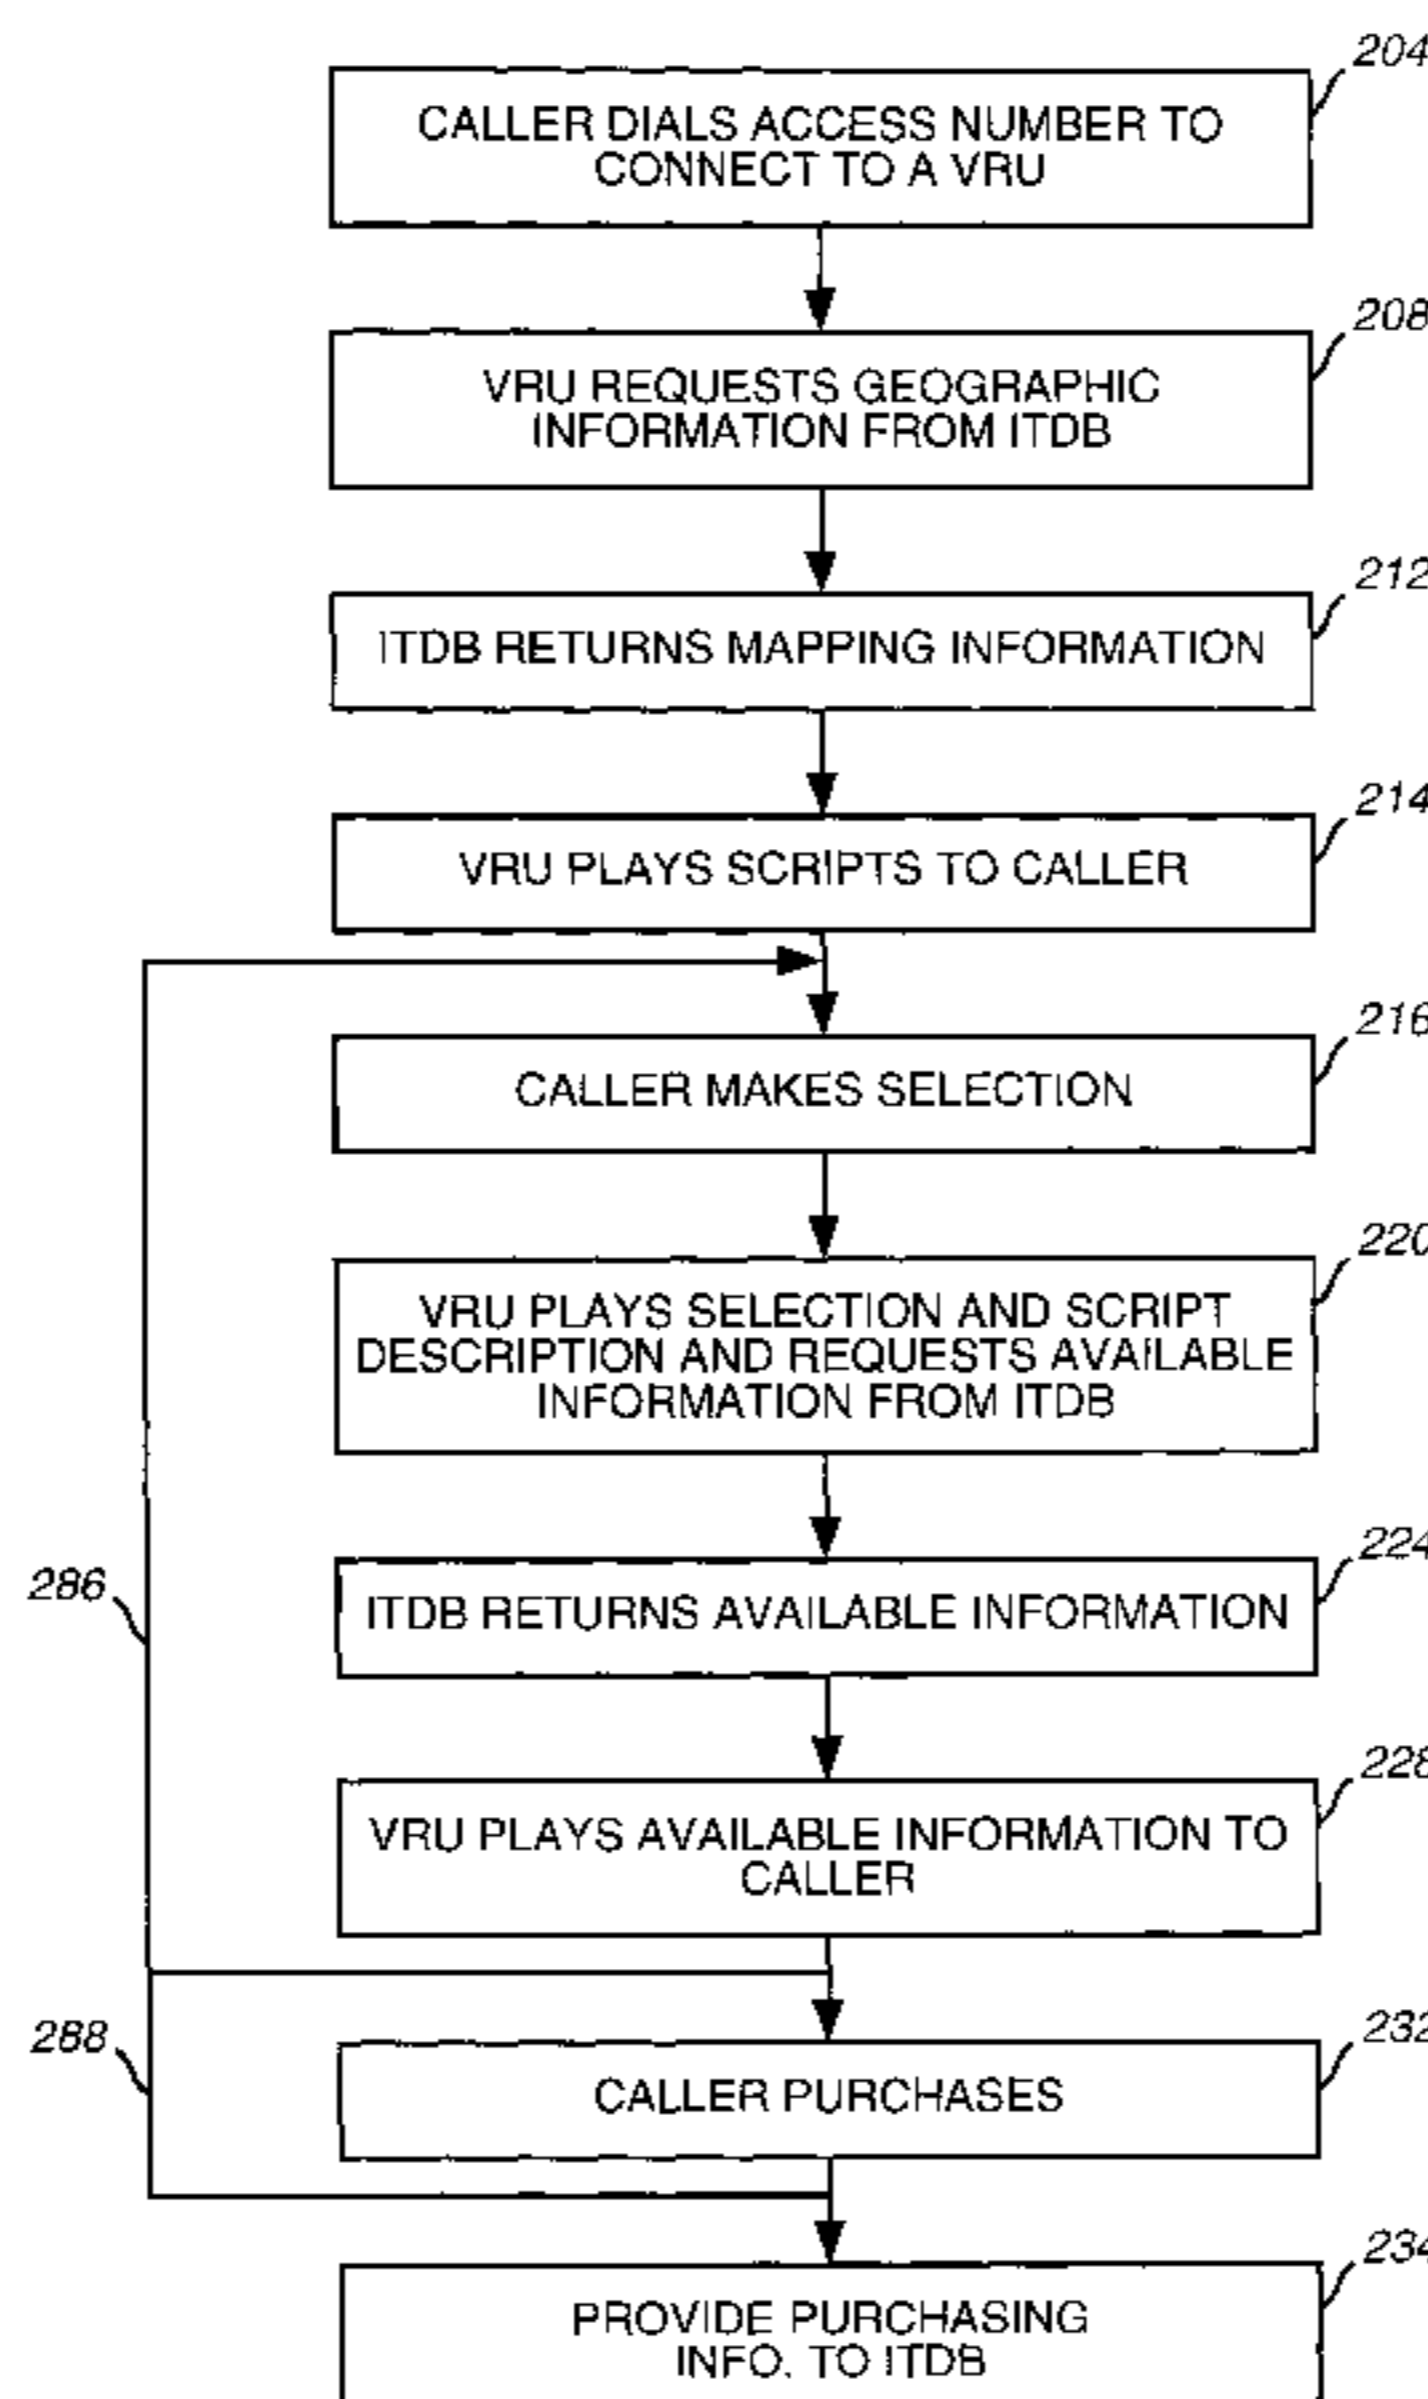 204
CALLER DIALS ACCESS NUMBER TO
CONNECT TO A VRU
208
VRU REQUESTS GEOGRAPHIC
INFORMATION FROM ITDB
212
ITDB RETURNS MAPPING INFORMATION
214
VRU PLAYS SCRIPTS TO CALLER
216
CALLER MAKES SELECTION
220
VRU PLAYS SELECTION AND SCRIPT
DESCRIPTION AND REQUESTS AVAILABLE
INFORMATION FROM ITDB
224
ITDB RETURNS AVAILABLE INFORMATION
286
228
VRU PLAYS AVAILABLE INFORMATION TO
CALLER
288
232
CALLER PURCHASES
234
PROVIDE PURCHASING
INFO. TO ITDB